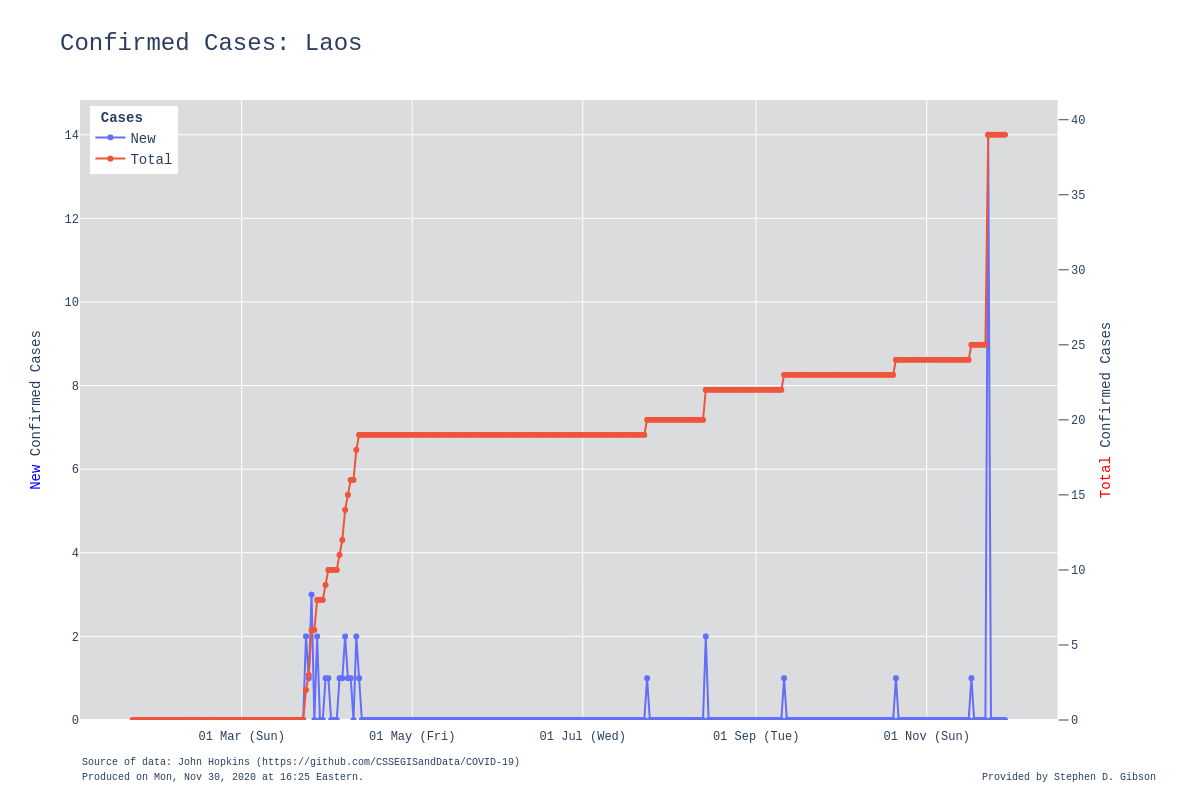 Confirmed Cases: Laos
Cases
New
Total
14
12
10
8
6
4
2
0
40
35
30
25
20
15
10
5
0
New Confirmed Cases
Total Confirmed Cases
01 Mar (Sun)
01 May (Fri)
01 Jul (Wed)
01 Sep (Tue)
01 Nov (Sun)
Source of data: John Hopkins (https://github.com/CSSEGISandData/COVID-19)
Produced on Mon, Nov 30, 2020 at 16:25 Eastern.
Provided by Stephen D. Gibson